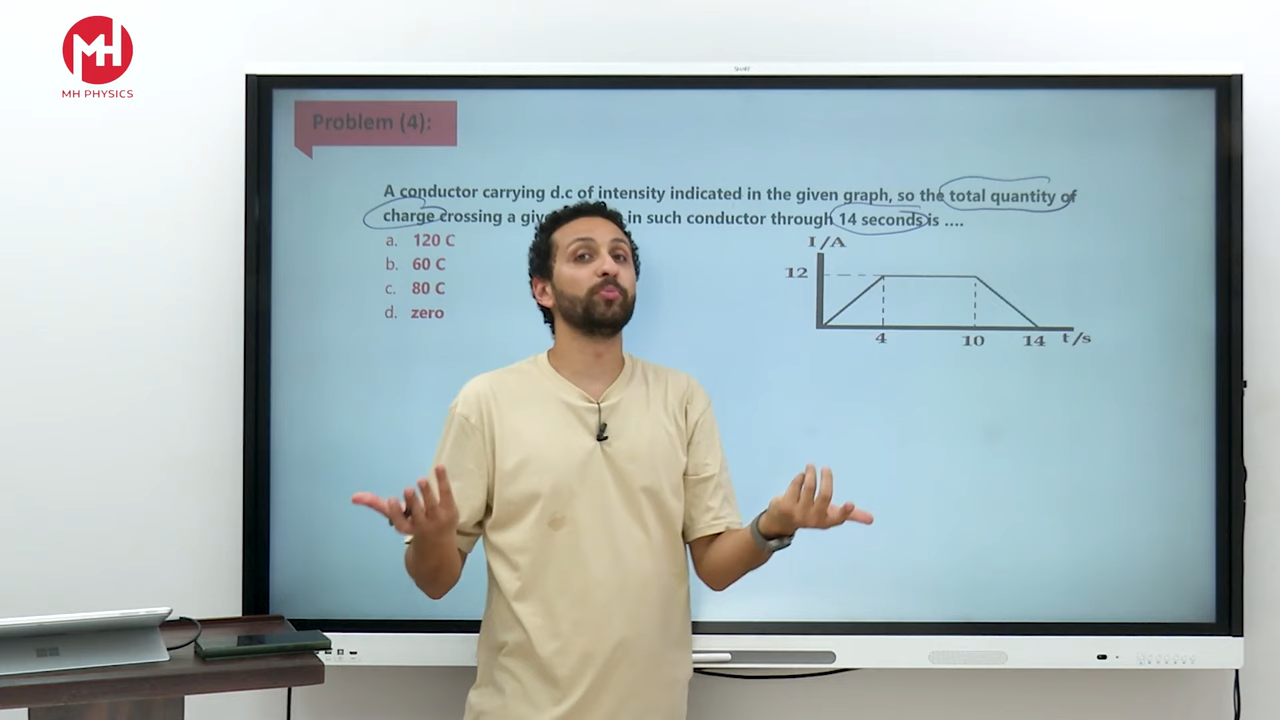 MH
MH PHYSICS
SHARP
Problem (4):
A conductor carrying d.c of intensity indicated in the given graph, so the total quantity of
charge crossing a in such conductor through 14 seconds is ....
a. 120 C
b. 60 C
c. 80 C
d. zero
I/A
12
4 10 14 t/s